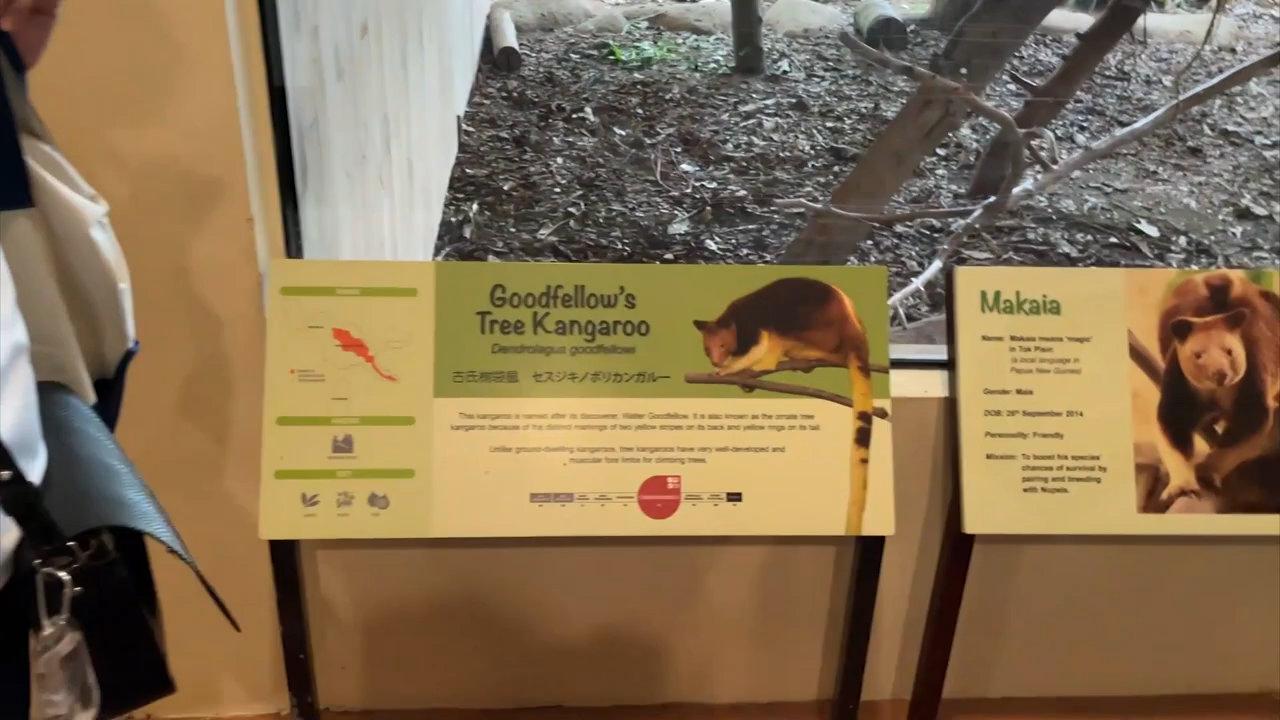 Goodfellow's
Tree Kangaroo
Dendrolagus goodfellowi
古氏树袋鼠 セスジキノボリカンガルー
This kangaroo is named after its discoverer, Walter Goodfellow. It is also known as the ornate tree
kangaroo because of the distinct markings of two yellow stripes on its back and yellow rings on its tail.
Unlike ground-dwelling kangaroos, tree kangaroos have very well-developed and
muscular fore limbs for climbing trees.
Makaia
Name: Makaia means 'magic'
in Tok Plain
(a local language in
Papua New Guinea)
Gender: Male
DOB: 26th September 2014
Personality: Friendly
Mission: To boost his species'
chances of survival by
pairing and breeding
with Nupela.